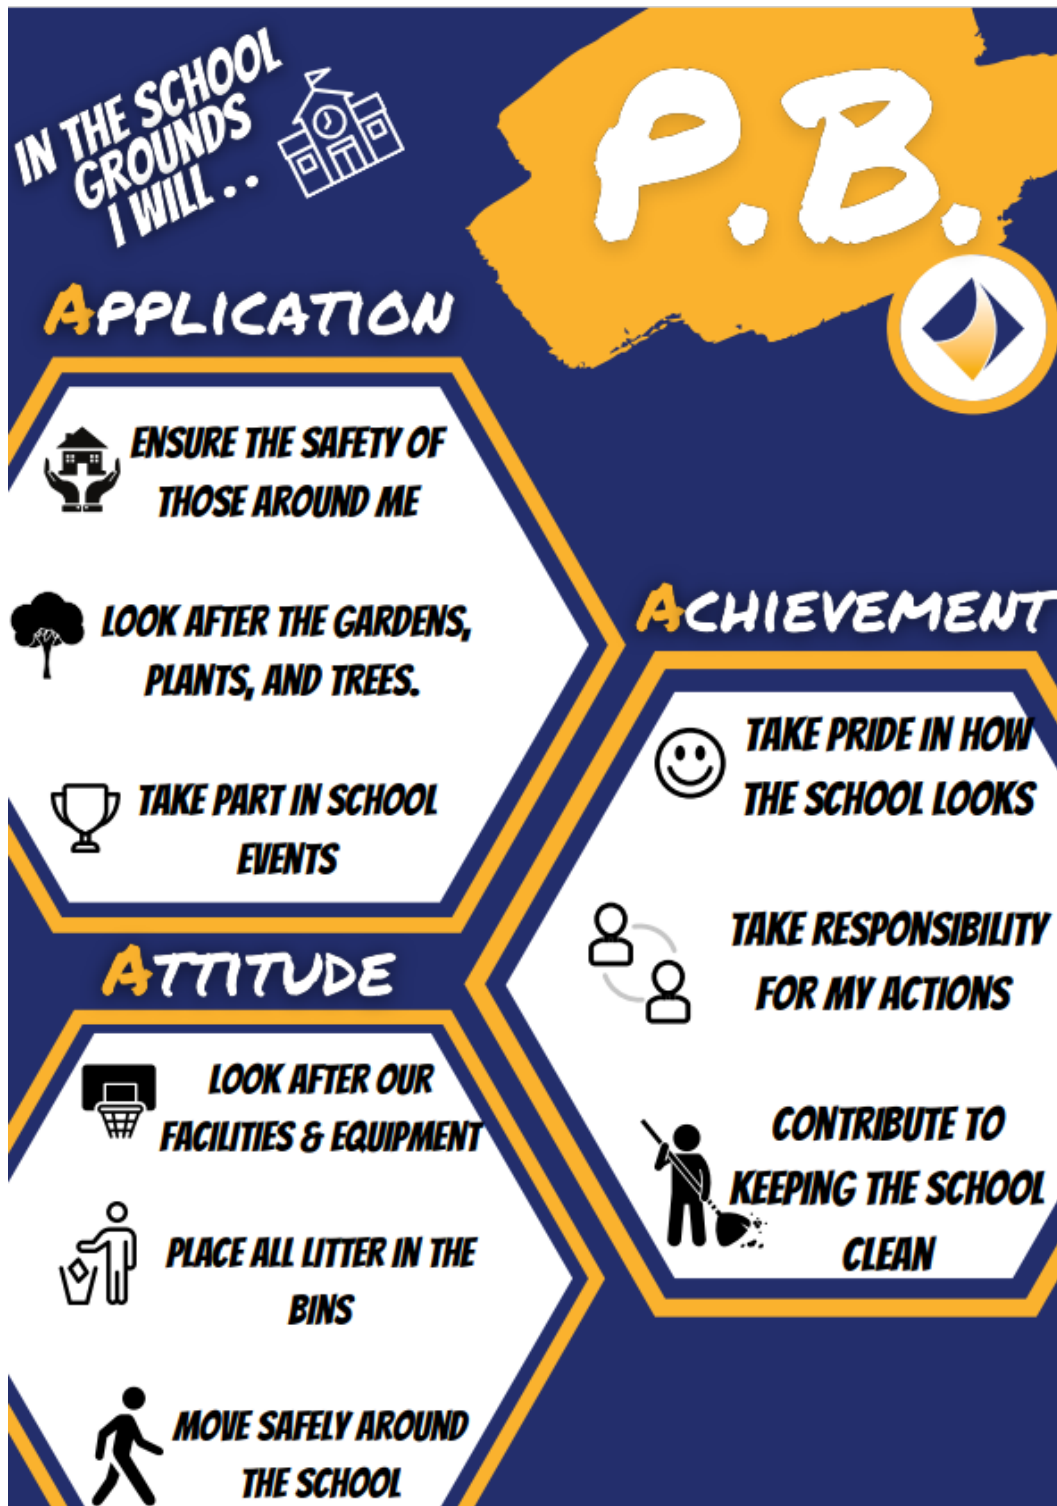 IN THE SCHOOL
GROUNDS
I WILL . .
P.B.
APPLICATION
ENSURE THE SAFETY OF
THOSE AROUND ME
LOOK AFTER THE GARDENS,
PLANTS, AND TREES.
TAKE PART IN SCHOOL
EVENTS
ACHIEVEMENT
TAKE PRIDE IN HOW
THE SCHOOL LOOKS
TAKE RESPONSIBILITY
FOR MY ACTIONS
CONTRIBUTE TO
KEEPING THE SCHOOL
CLEAN
ATTITUDE
LOOK AFTER OUR
FACILITIES & EQUIPMENT
PLACE ALL LITTER IN THE
BINS
MOVE SAFELY AROUND
THE SCHOOL